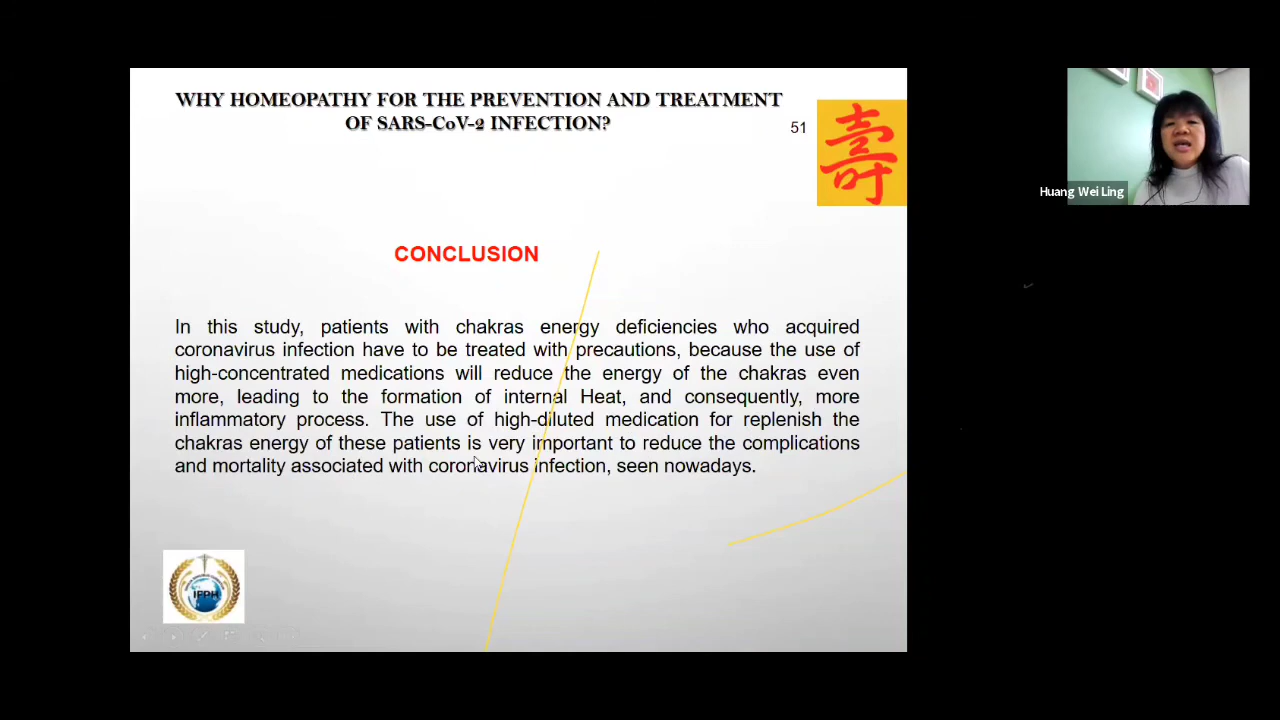 WHY HOMEOPATHY FOR THE PREVENTION AND TREATMENT
OF SARS-CoV-2 INFECTION?
51
壽
Huang Wei Ling
CONCLUSION
In this study, patients with chakras energy deficiencies who acquired
coronavirus infection have to be treated with precautions, because the use of
high-concentrated medications will reduce the energy of the chakras even
more, leading to the formation of internal Heat, and consequently, more
inflammatory process. The use of high-diluted medication for replenish the
chakras energy of these patients is very important to reduce the complications
and mortality associated with coronavirus infection, seen nowadays.
IFPH